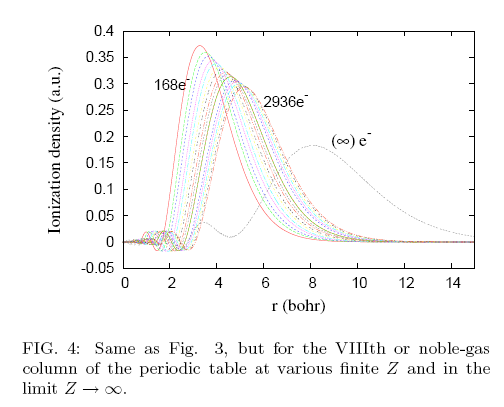 0.4
0.35
0.3
0.25
0.2
0.15
0.1
0.05
0
-0.05
Ionization density (a.u.)
168e-
2936e-
(∞) e-
0 2 4 6 8 10 12 14
r (bohr)
FIG. 4: Same as Fig. 3, but for the VIIIth or noble-gas
column of the periodic table at various finite Z and in the
limit Z → ∞.